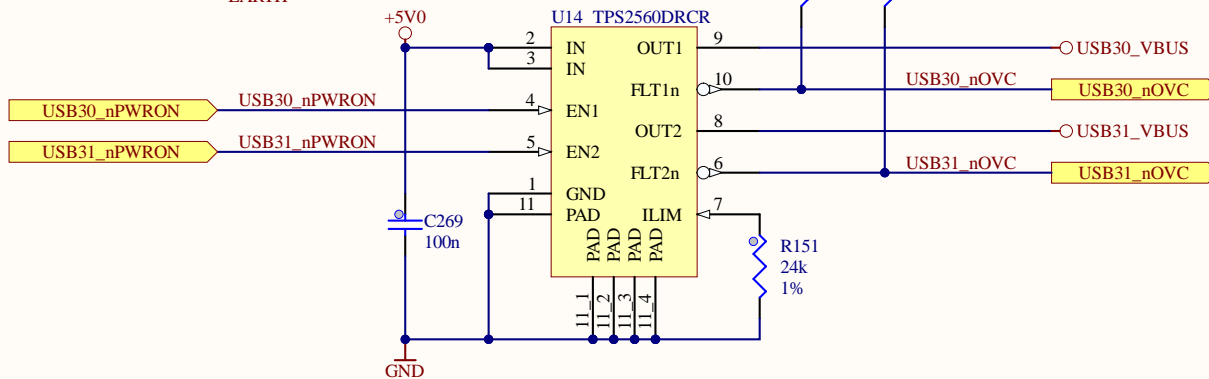 +5V0
U14 TPS2560DRCR
2 IN OUT1 9 USB30_VBUS
3 IN
FLT1n 10 USB30_nOVC USB30_nOVC
USB30_nPWRON USB30_nPWRON 4 EN1
OUT2 8 USB31_VBUS
USB31_nPWRON USB31_nPWRON 5 EN2
FLT2n 6 USB31_nOVC USB31_nOVC
1 GND
11 PAD ILIM 7
C269
100n
PAD PAD PAD PAD
R151
24k
1%
11_1 11_2 11_3 11_4
GND